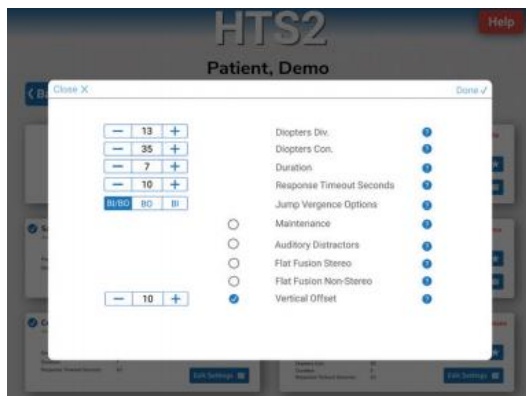 HTS2
Help
Patient, Demo
Close X
Done ✓
— 13 + Diopters Div.
— 35 + Diopters Con.
— 7 + Duration
— 10 + Response Timeout Seconds
BI/BO BO BI Jump Vergence Options
Maintenance
Auditory Distractors
Flat Fusion Stereo
Flat Fusion Non-Stereo
— 10 + Vertical Offset
Edit Settings
Edit Settings